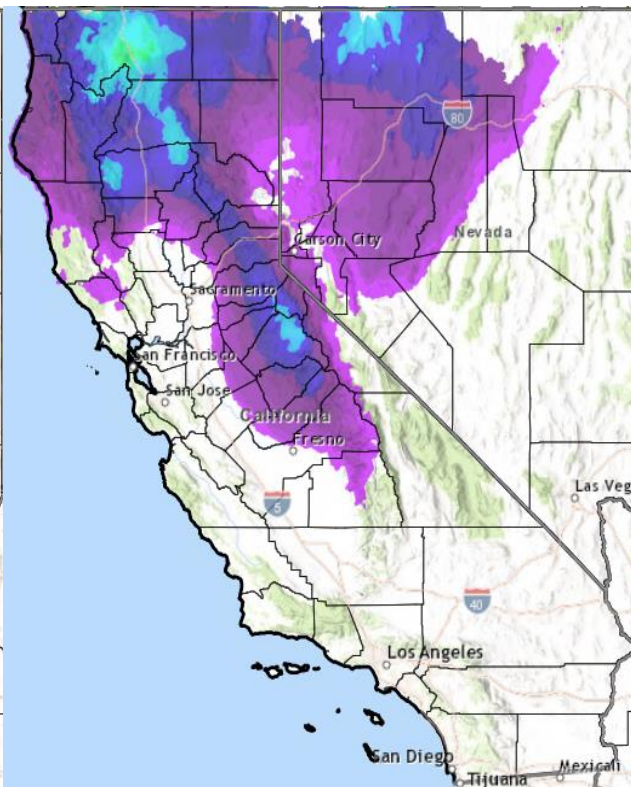 80
Nevada
Carson City
Sacramento
San Francisco
San Jose
California
Fresno
5
Las Veg
40
Los Angeles
San Diego
Tijuana
Mexicali